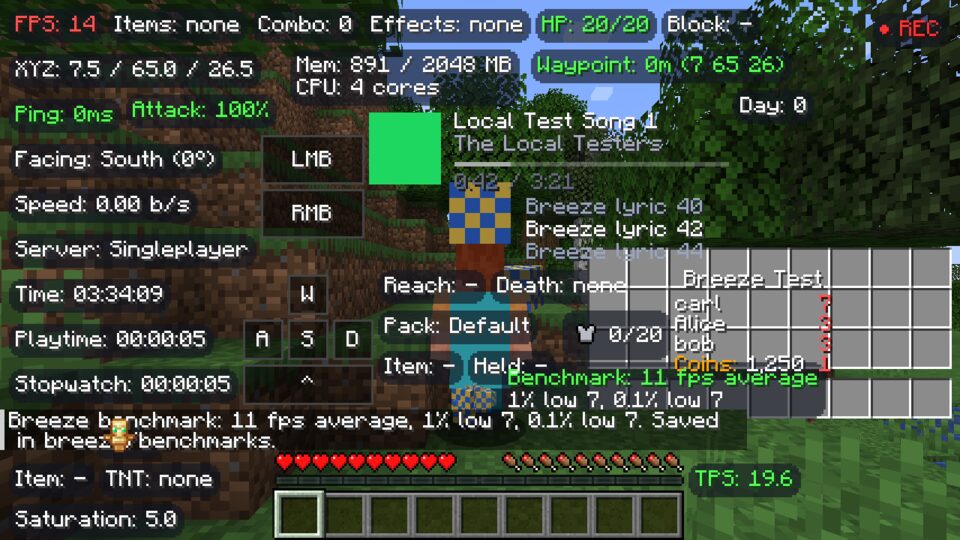 FPS: 14 Items: none Combo: 0 Effects: none HP: 20/20 Block: - REC
XYZ: 7.5 / 65.0 / 26.5
Mem: 891 / 2048 MB
CPU: 4 cores
Waypoint: 0m (7 65 26)
Day: 0
Ping: 0ms
Attack: 100%
Local Test Song 1
The Local Testers
0:42 / 3:21
Breeze lyric 40
Breeze lyric 42
Breeze lyric 44
Facing: South (0°)
LMB
Speed: 0.00 b/s
RMB
Server: Singleplayer
Time: 03:34:09
W
Reach: - Death: none
Breeze Test
carl 7
Alice 3
bob 3
Coins: 1,250 1
Playtime: 00:00:05
A S D
Pack: Default
0/20
Item: - Held: -
Stopwatch: 00:00:05
^
Benchmark: 11 fps average
1% low 7, 0.1% low 7
Breeze benchmark: 11 fps average, 1% low 7, 0.1% low 7. Saved
in breeze benchmarks.
Item: - TNT: none
TPS: 19.6
Saturation: 5.0